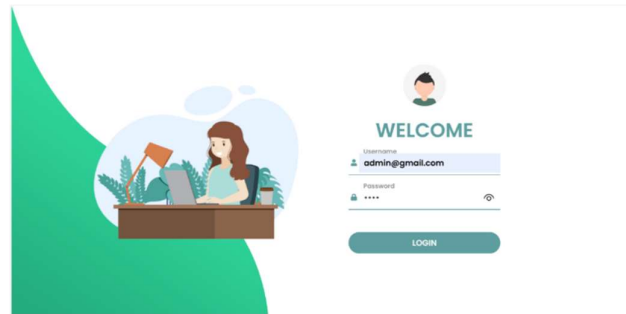 WELCOME
Username
admin@gmail.com
Password
••••
LOGIN